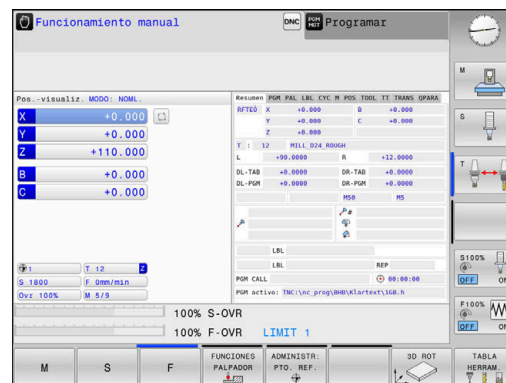 Funcionamiento manual
DNC
PGM
MGT
Programar
Pos.-visualiz. MODO: NOML.
X +0.000
Y +0.000
Z +110.000
B +0.000
C +0.000
1
T 12 Z
S 1800 F 0mm/min
Ovr 100% M 5/9
Resumen PGM PAL LBL CYC M POS TOOL TT TRANS QPARA
RFTEÓ X +0.000 B +0.000
Y +0.000 C +0.000
Z +0.000
T : 12 MILL_D24_ROUGH
L +90.0000 R +12.0000
DL-TAB +0.0000 DR-TAB +0.0000
DL-PGM +0.0000 DR-PGM +0.0000
M50 M5
P#
LBL
LBL REP
PGM CALL 00:00:00
PGM activo: TNC:\nc_prog\BHB\Klartext\1GB.h
100% S-OVR
100% F-OVR LIMIT 1
M
S
T
S100%
OFF ON
F100%
OFF ON
M
S
F
FUNCIONES
PALPADOR
ADMINISTR.
PTO. REF.
3D ROT
TABLA
HERRAM.